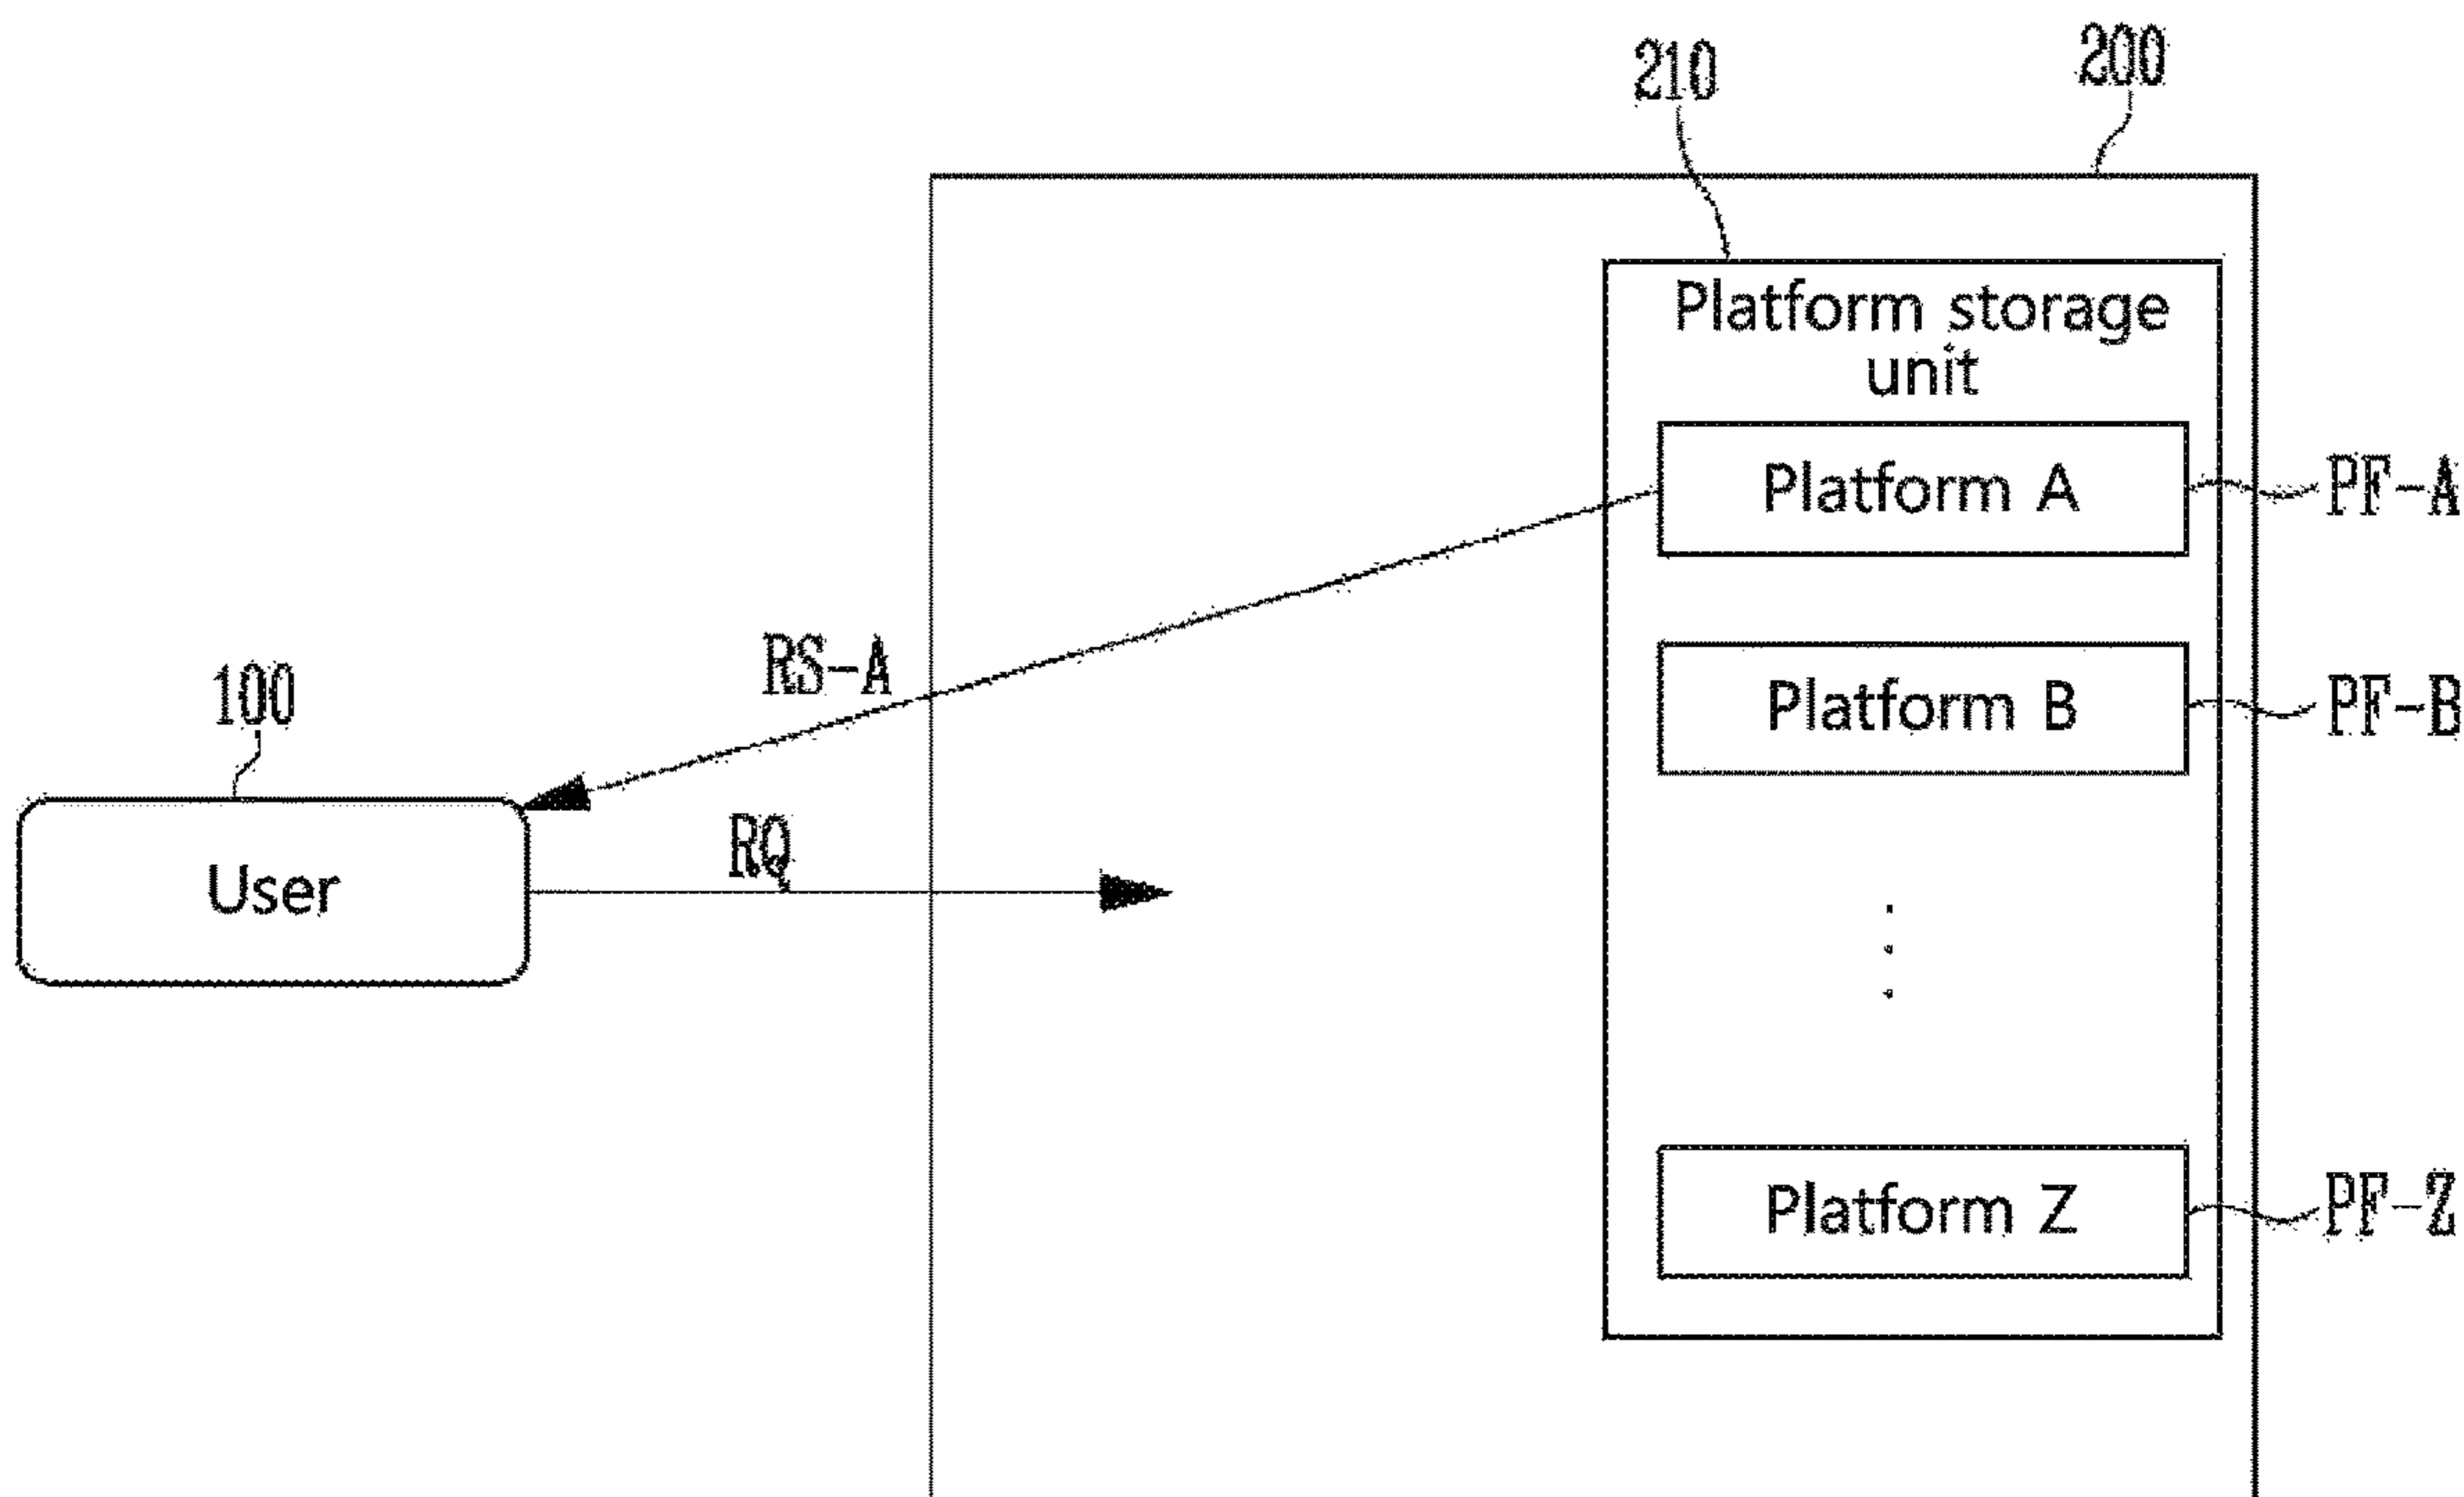 200
210
Platform storage
unit
Platform A
PF-A
RS-A
100
Platform B
PF-B
RQ
User
Platform Z
PF-Z